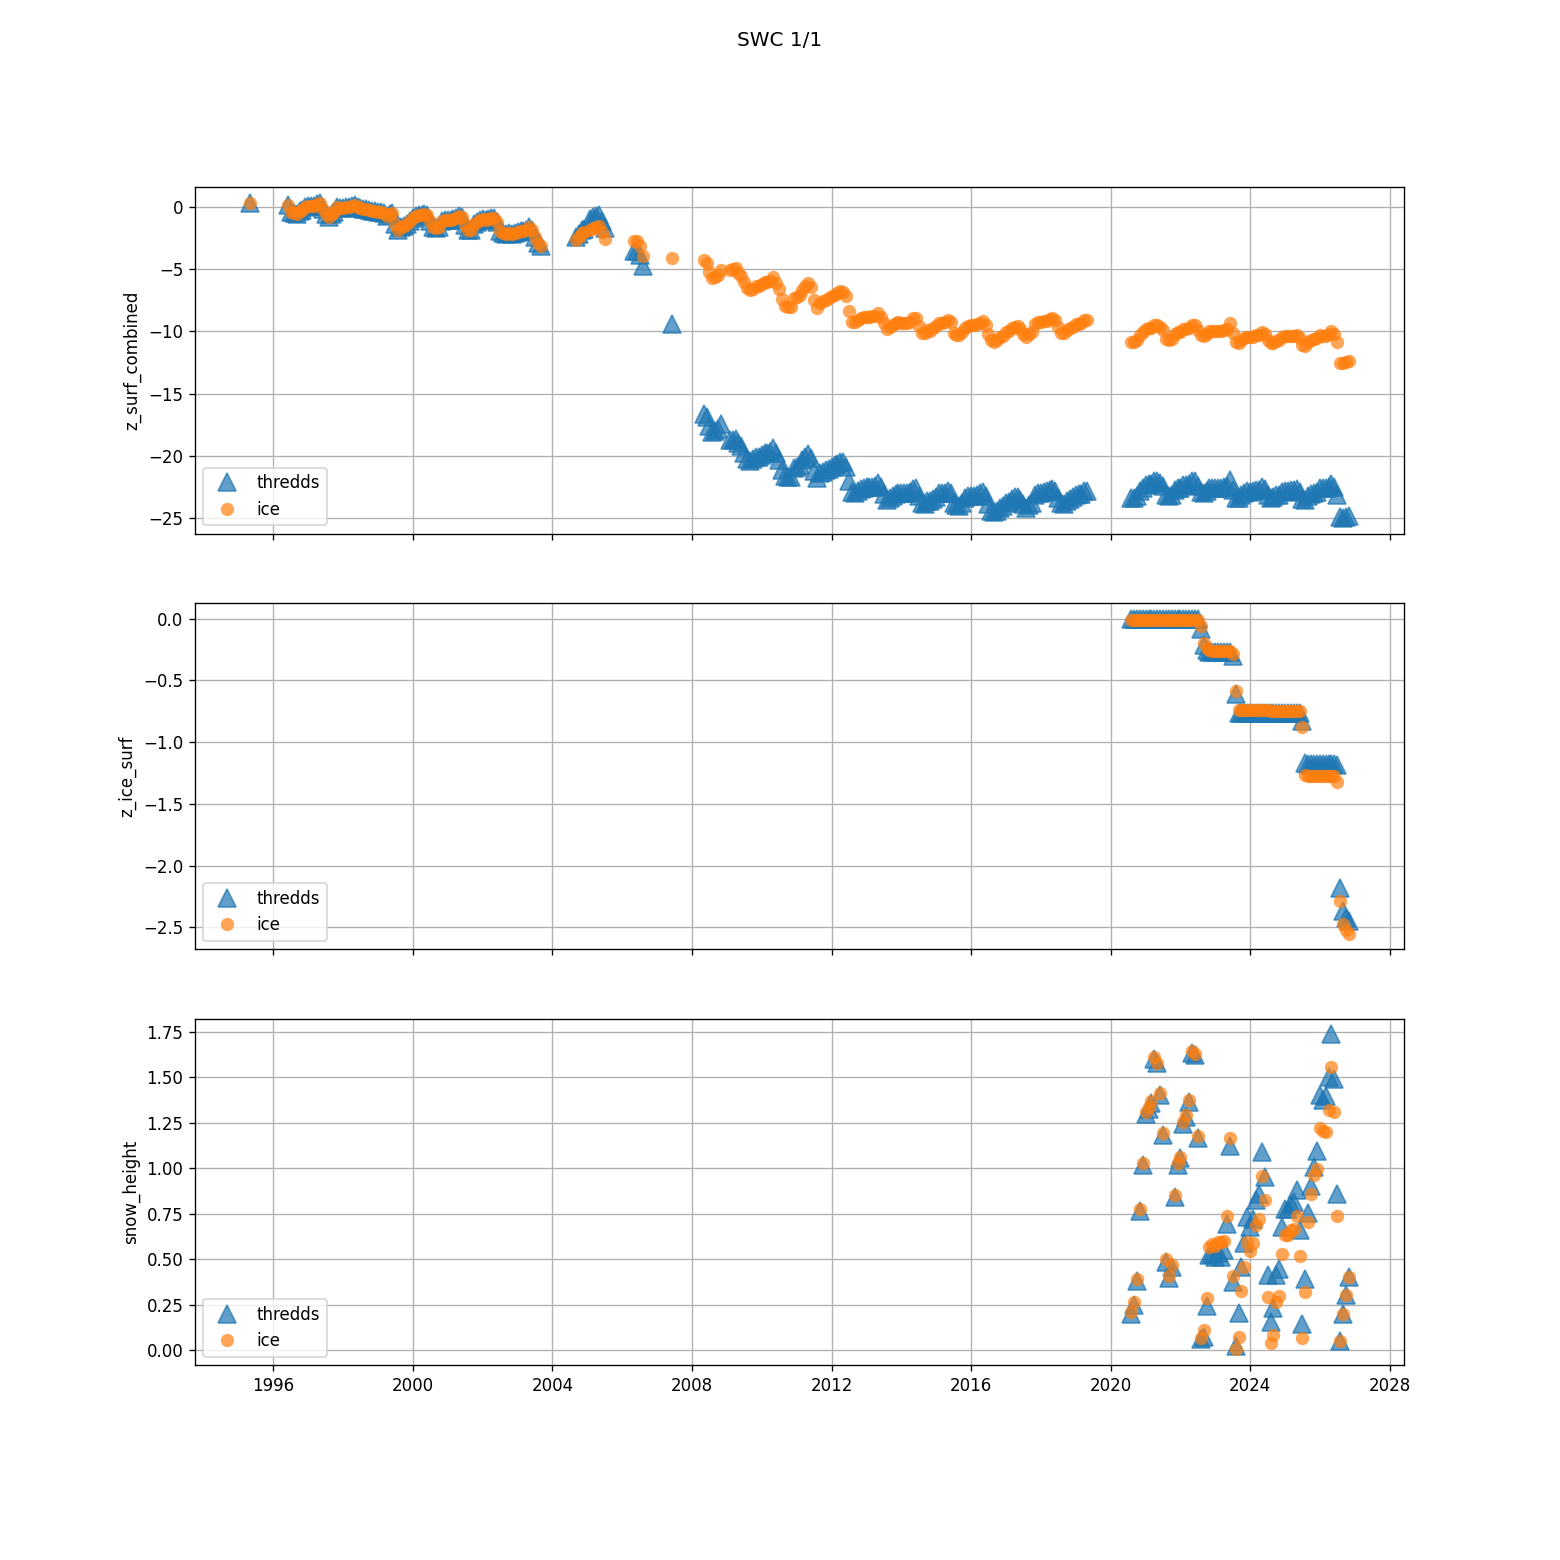 SWC 1/1
0
−5
−10
−15
−20
−25
z_surf_combined
thredds
ice
0.0
−0.5
−1.0
−1.5
−2.0
−2.5
z_ice_surf
thredds
ice
1.75
1.50
1.25
1.00
0.75
0.50
0.25
0.00
snow_height
thredds
ice
1996 2000 2004 2008 2012 2016 2020 2024 2028